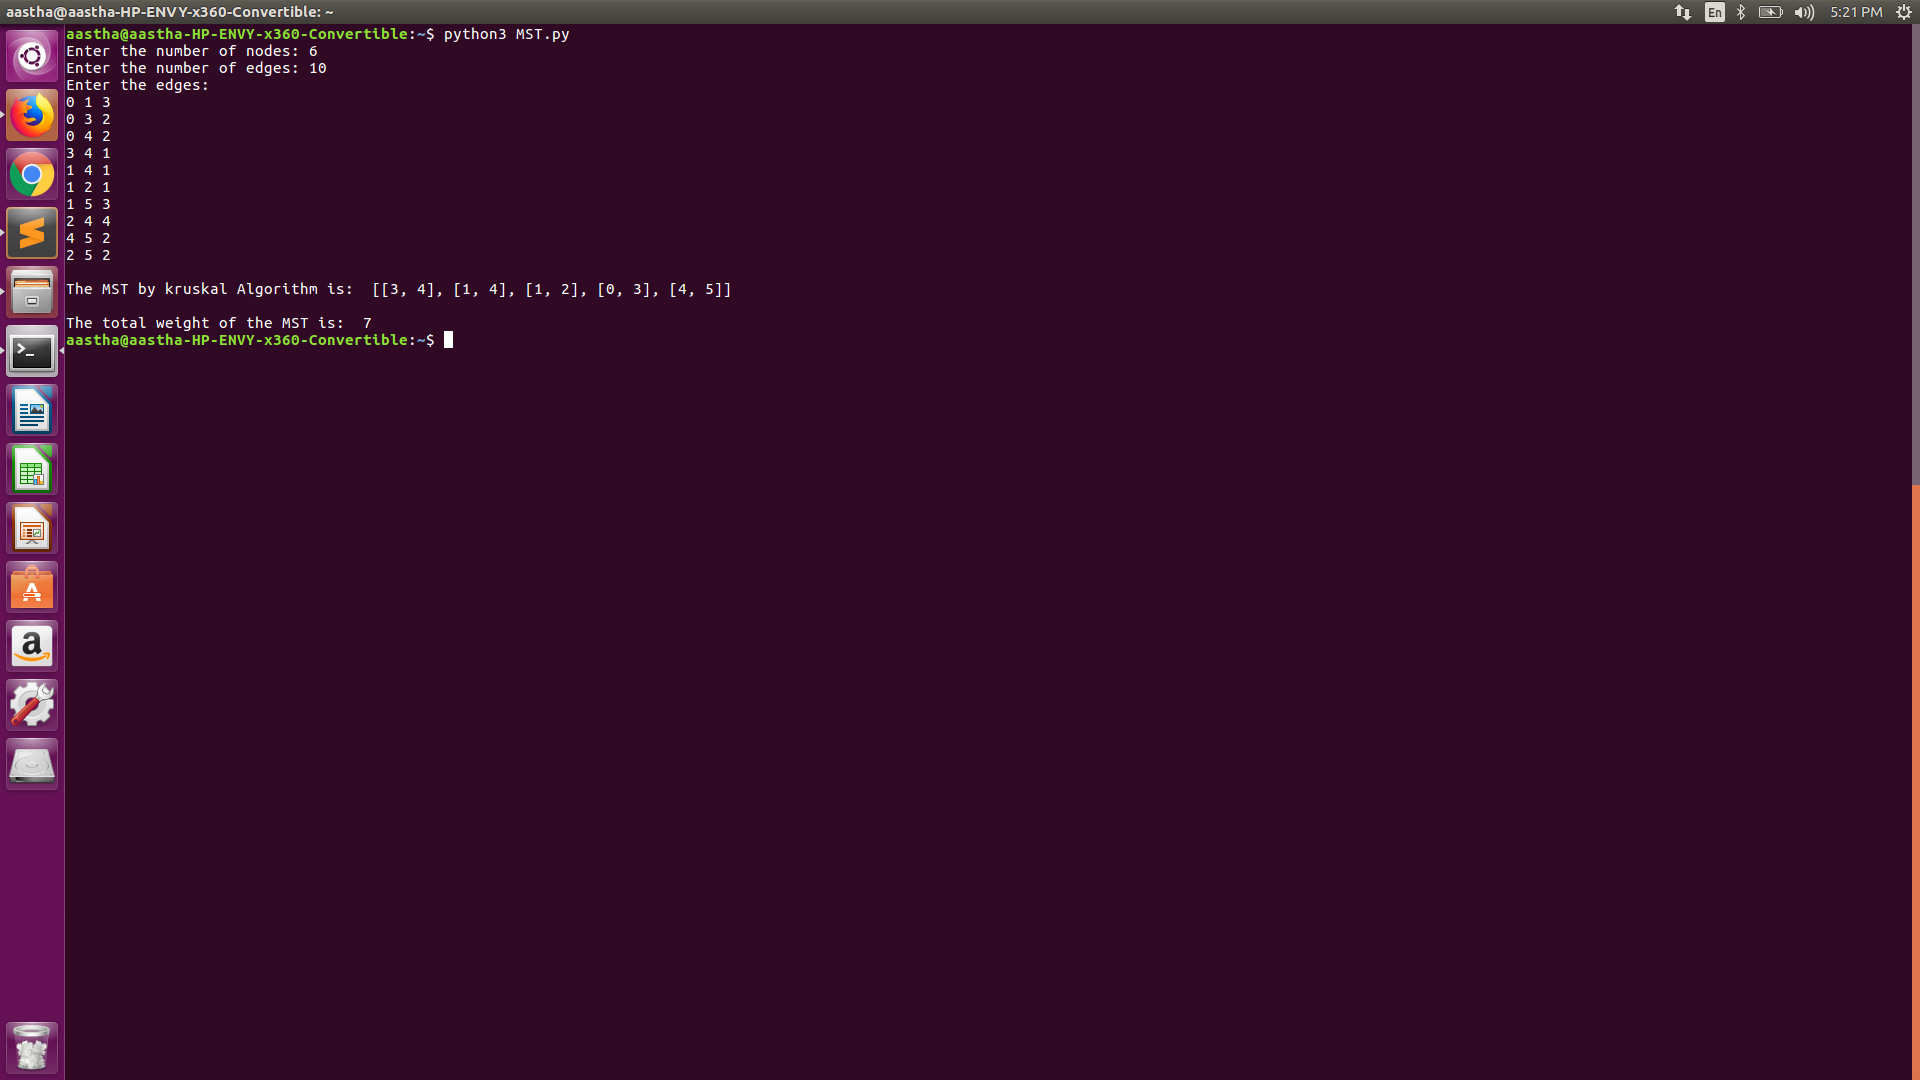 aastha@aastha-HP-ENVY-x360-Convertible: ~
En
5:21 PM
aastha@aastha-HP-ENVY-x360-Convertible:~$ python3 MST.py
Enter the number of nodes: 6
Enter the number of edges: 10
Enter the edges:
0 1 3
0 3 2
0 4 2
3 4 1
1 4 1
1 2 1
1 5 3
2 4 4
4 5 2
2 5 2
The MST by kruskal Algorithm is:  [[3, 4], [1, 4], [1, 2], [0, 3], [4, 5]]
The total weight of the MST is:  7
aastha@aastha-HP-ENVY-x360-Convertible:~$